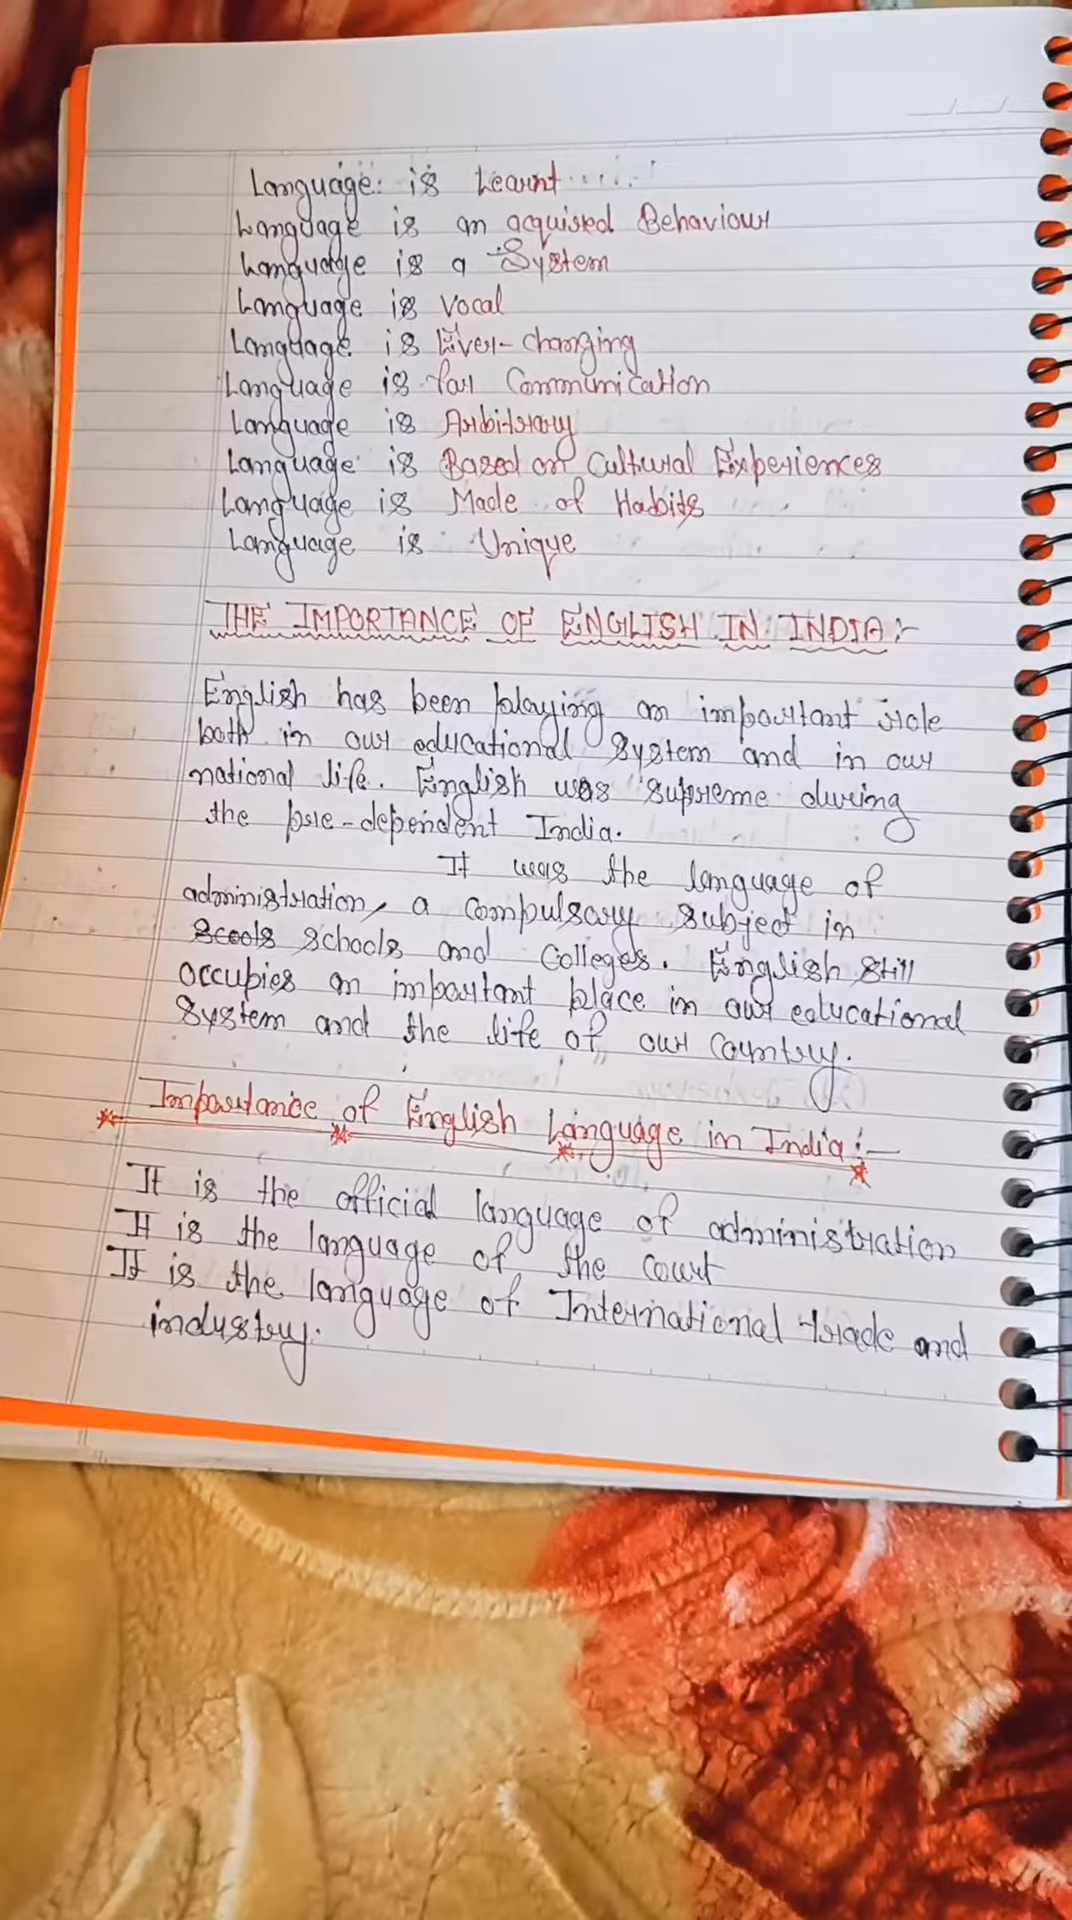 Language is Learnt.....
Language is an acquired Behaviour
Language is a System
Language is Vocal
Language is Ever-changing
Language is for Communication
Language is Arbitrary
Language is Based on Cultural Experiences
Language is Made of Habits
Language is Unique
THE IMPORTANCE OF ENGLISH IN INDIA:-
English has been playing an important role
both in our educational system and in our
national life. English was supreme during
the pre-dependent India.
It was the language of
administration, a compulsary subject in
scools schools and colleges. English still
occupies an important place in our educational
system and the life of our country.
Importance of English Language in India:-
It is the official language of administration
It is the language of the court
It is the language of International trade and
industry.